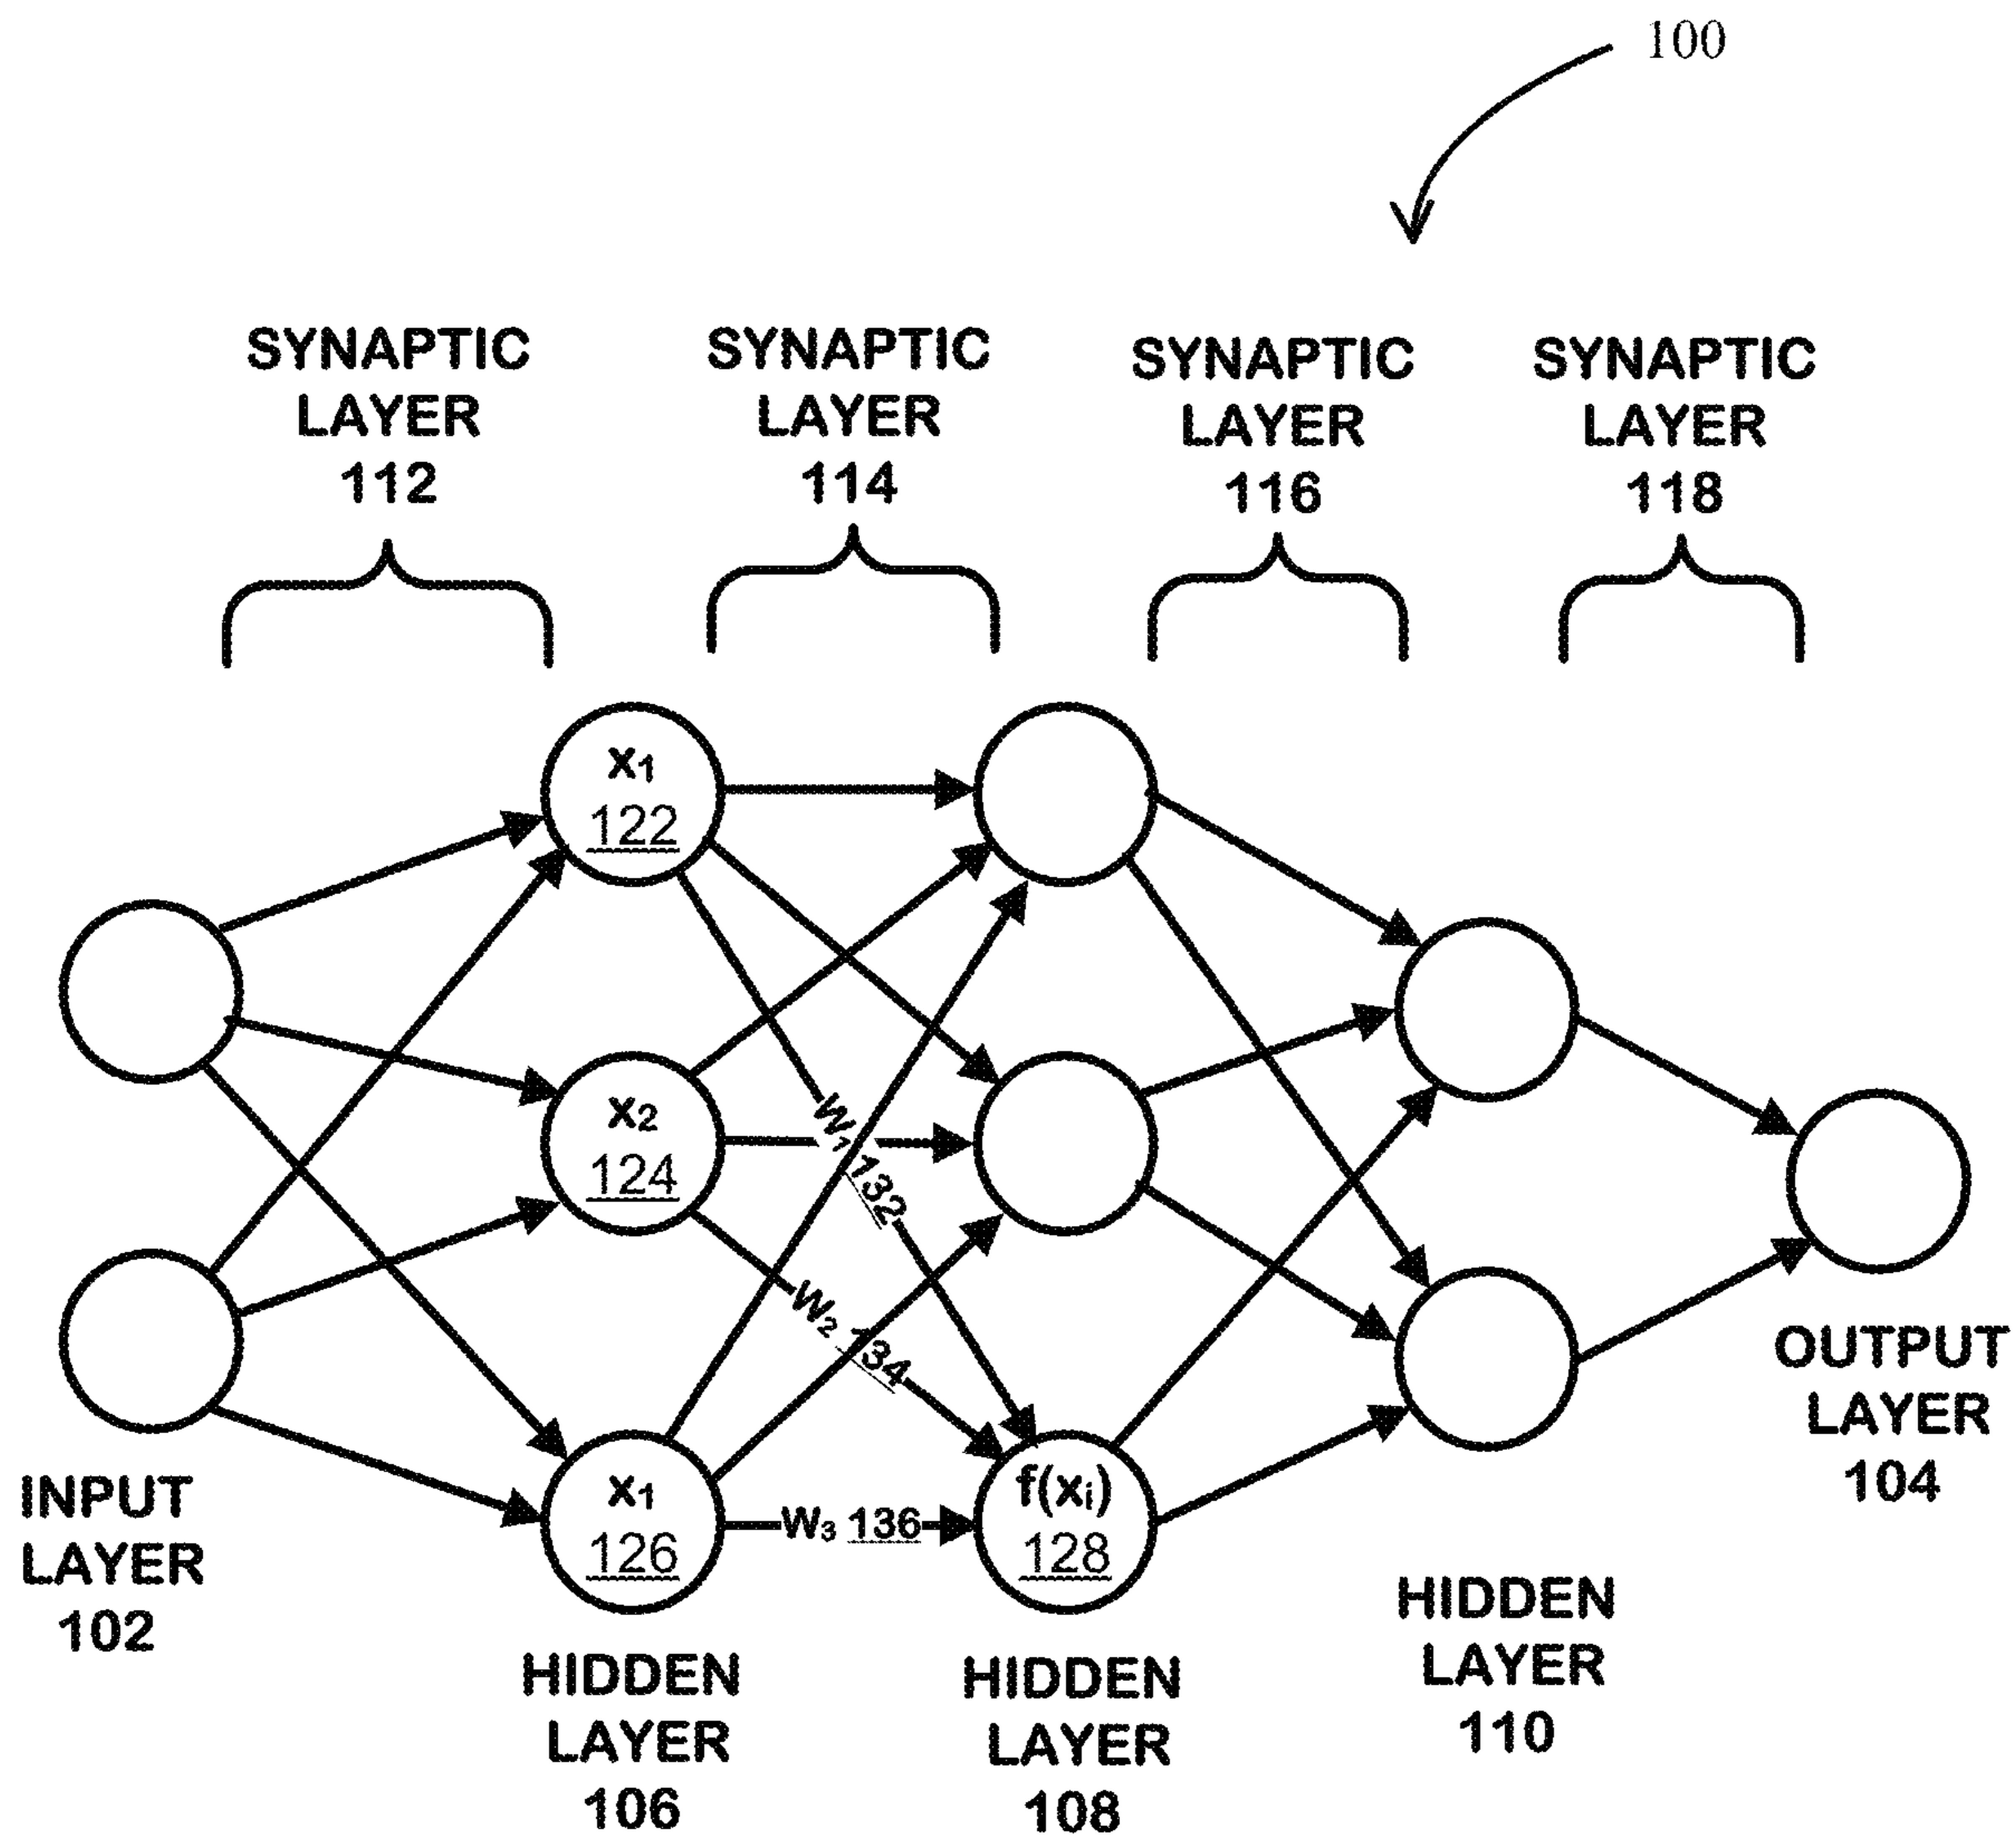 100
SYNAPTIC
LAYER
112
SYNAPTIC
LAYER
114
SYNAPTIC
LAYER
116
SYNAPTIC
LAYER
118
x₁
122
x₂
124
x₁
126
W₁ 132
W₂ 134
W₃ 136
f(xᵢ)
128
INPUT
LAYER
102
HIDDEN
LAYER
106
HIDDEN
LAYER
108
HIDDEN
LAYER
110
OUTPUT
LAYER
104